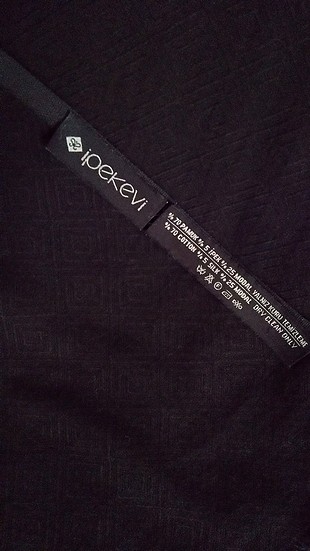 ipekevi
% 70 PAMUK % 5 İPEK % 25 MODAL YALNIZ KURU TEMİZLEME
% 70 COTTON % 5 SILK % 25 MODAL DRY CLEAN ONLY